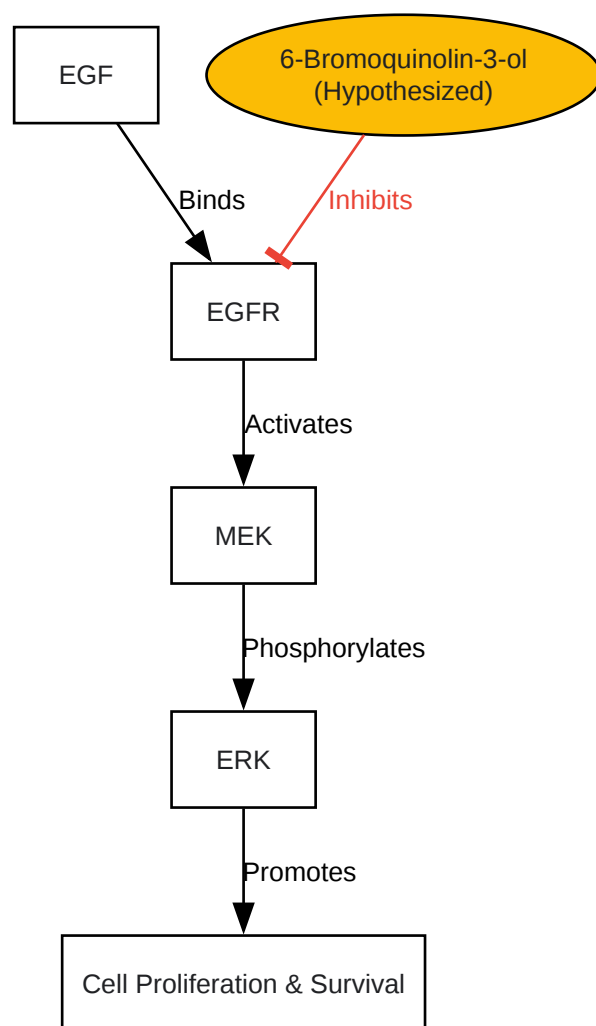 EGF
6-Bromoquinolin-3-ol
(Hypothesized)
Binds
Inhibits
EGFR
Activates
MEK
Phosphorylates
ERK
Promotes
Cell Proliferation & Survival